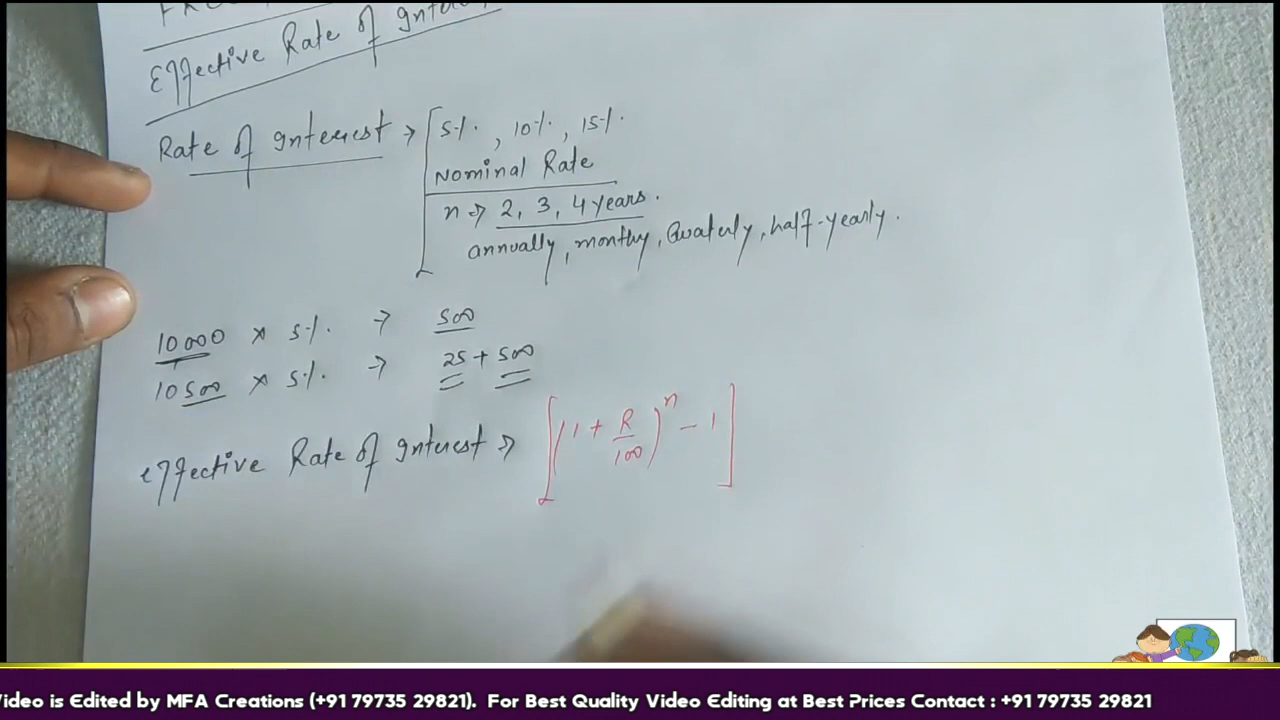 Effective Rate of Interest
Rate of Interest → 5%, 10%, 15%.
Nominal Rate
n ⇒ 2, 3, 4 years.
annually, monthy, Quaterly, half-yearly.
10000 × 5% → 500
10500 × 5% → 25 + 500
effective Rate of Interest ⇒ [(1 + R/100)^n - 1]
Video is Edited by MFA Creations (+91 79735 29821). For Best Quality Video Editing at Best Prices Contact : +91 79735 29821